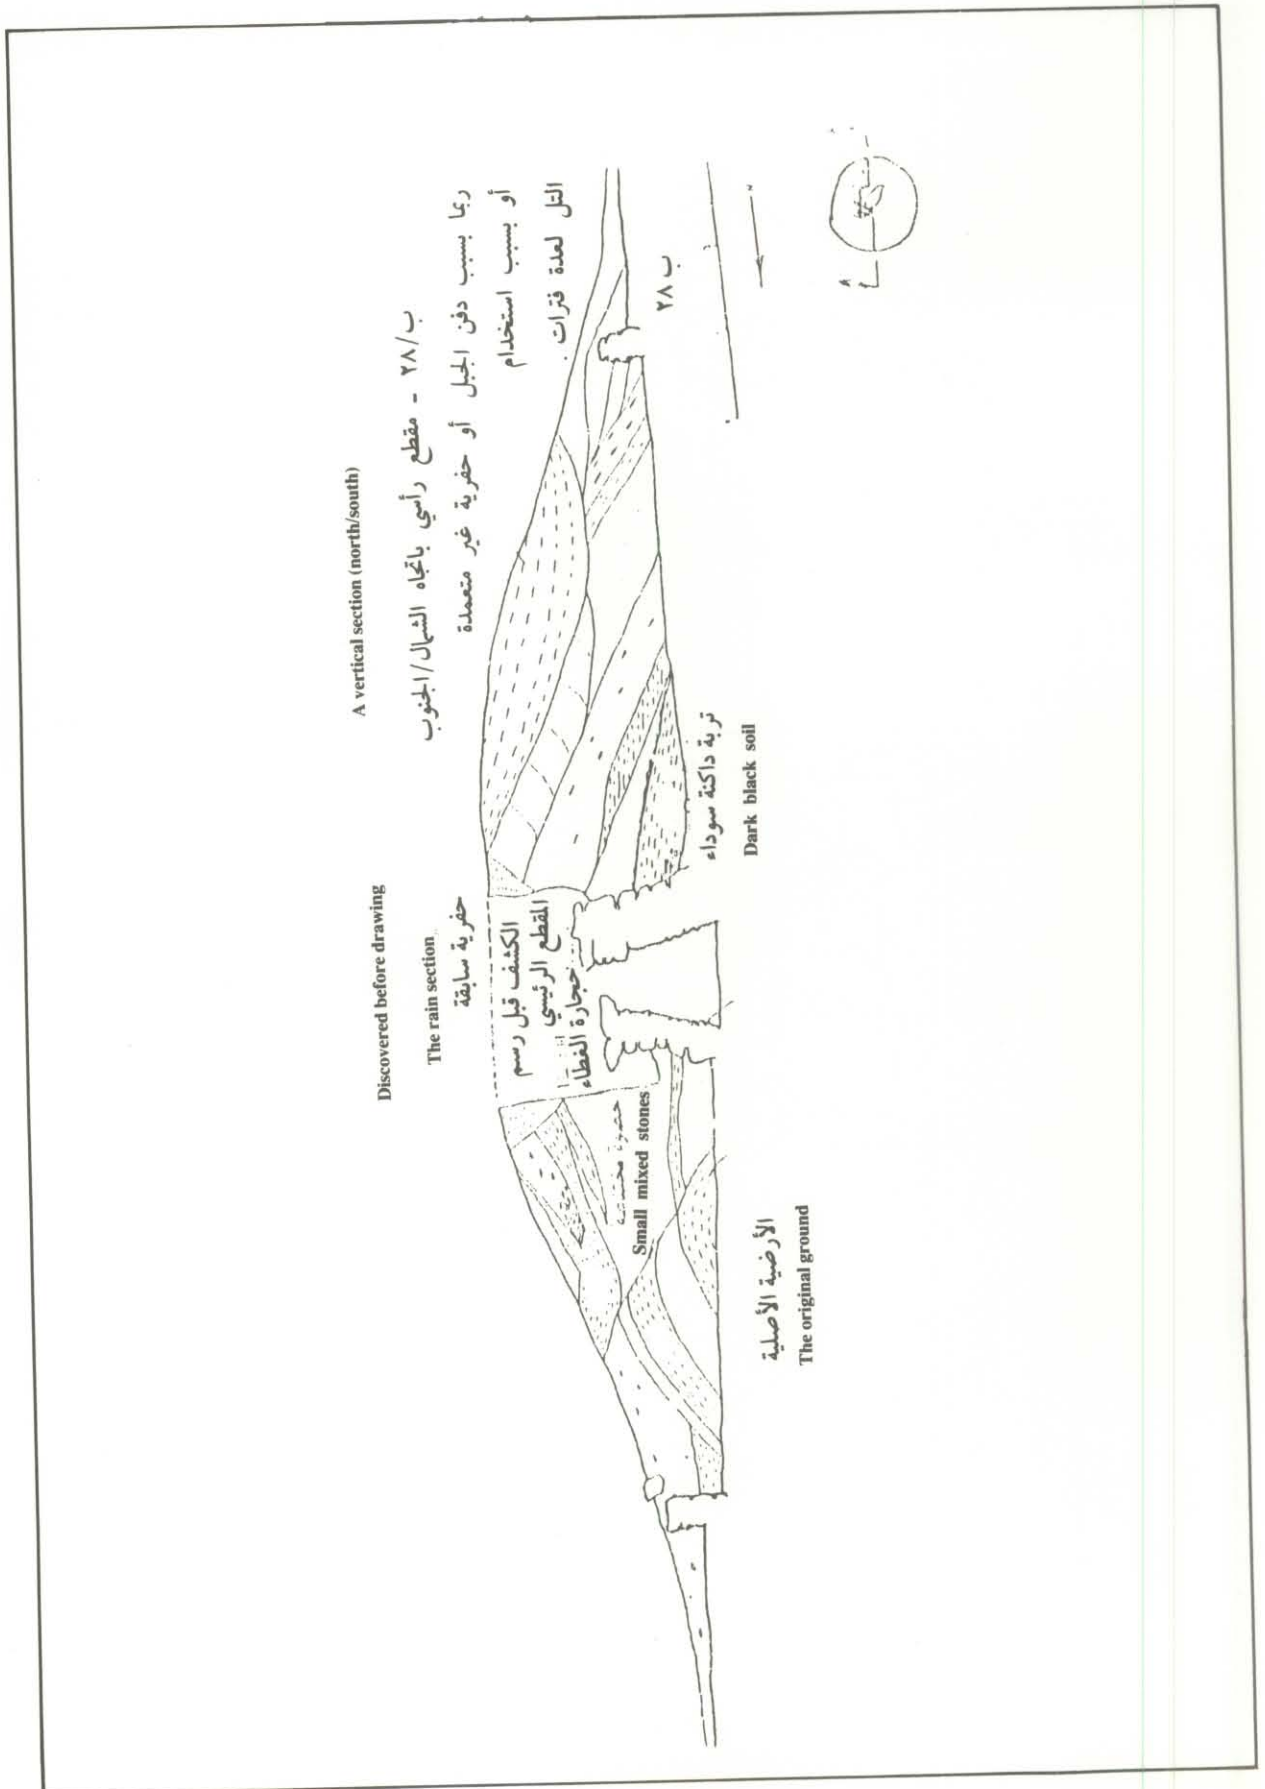 A vertical section (north/south)
ب/٢٨ - مقطع رأسي باتجاه الشمال/الجنوب
ربما بسبب دفن الجبل أو حفرية غير متعمدة
أو بسبب استخدام
التل لعدة فترات .
Discovered before drawing
The rain section
حفرية سابقة
الكشف قبل رسم
المقطع الرئيسي
حجارة الغطاء
Small mixed stones
ب ٢٨
تربة داكنة سوداء
Dark black soil
الأرضية الأصلية
The original ground